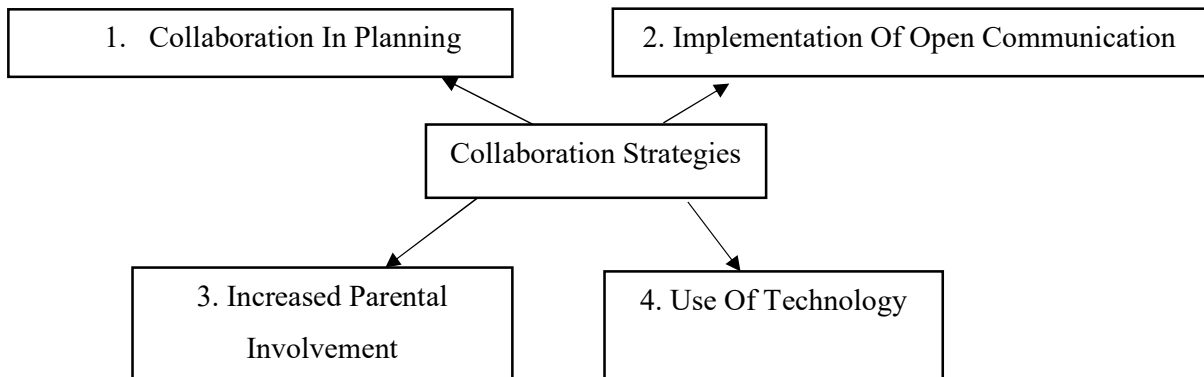 1. Collaboration In Planning
2. Implementation Of Open Communication
Collaboration Strategies
3. Increased Parental
Involvement
4. Use Of Technology